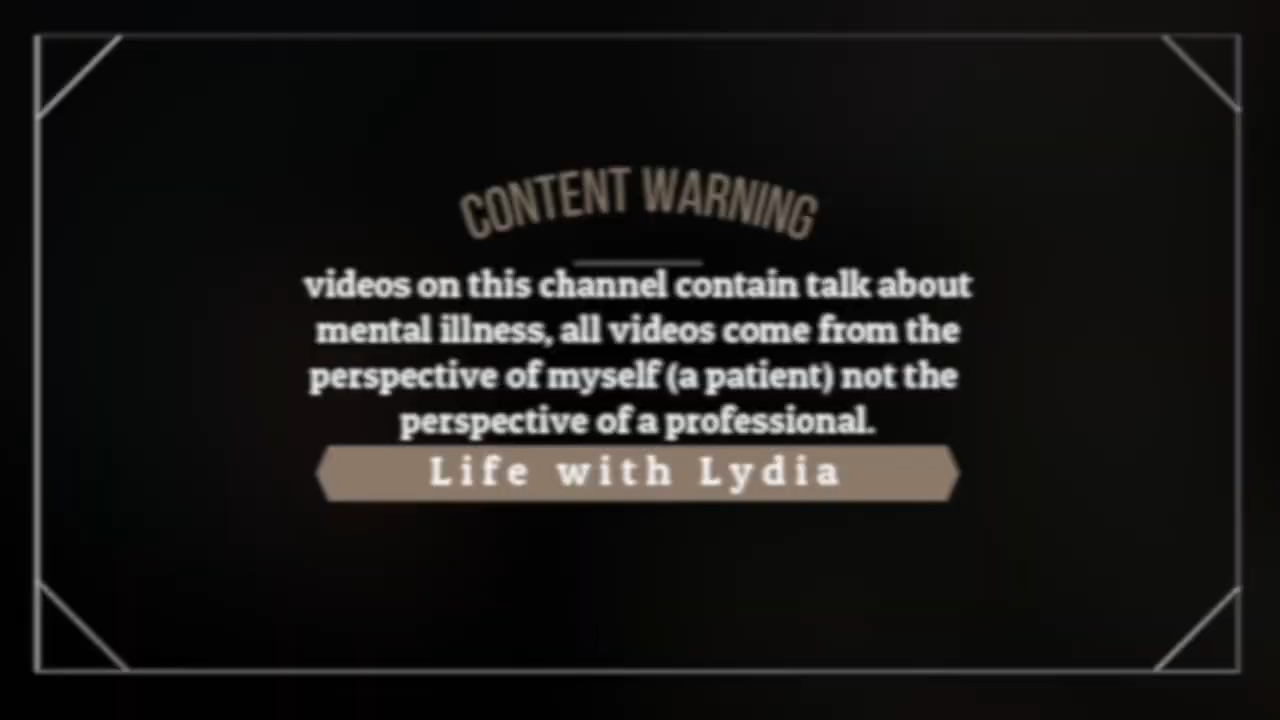 CONTENT WARNING
videos on this channel contain talk about
mental illness, all videos come from the
perspective of myself (a patient) not the
perspective of a professional.
Life with Lydia